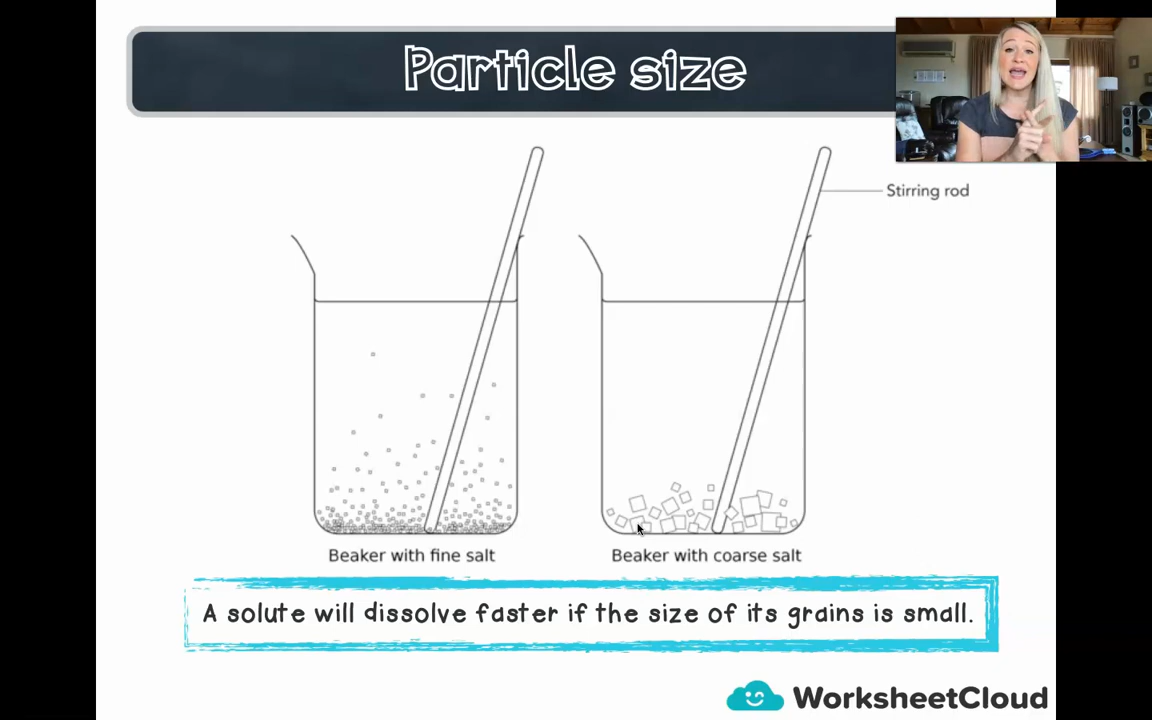 Particle size
Stirring rod
Beaker with fine salt
Beaker with coarse salt
A solute will dissolve faster if the size of its grains is small.
WorksheetCloud